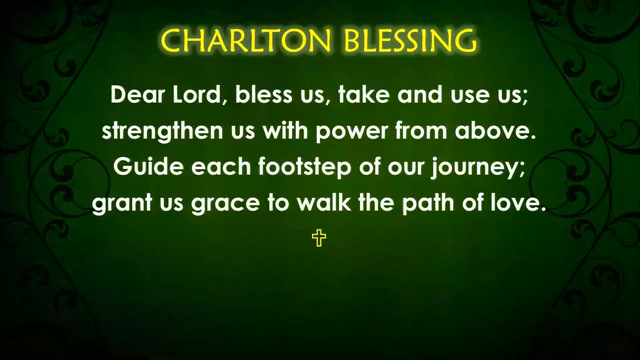 CHARLTON BLESSING
Dear Lord, bless us, take and use us;
strengthen us with power from above.
Guide each footstep of our journey;
grant us grace to walk the path of love.
✞